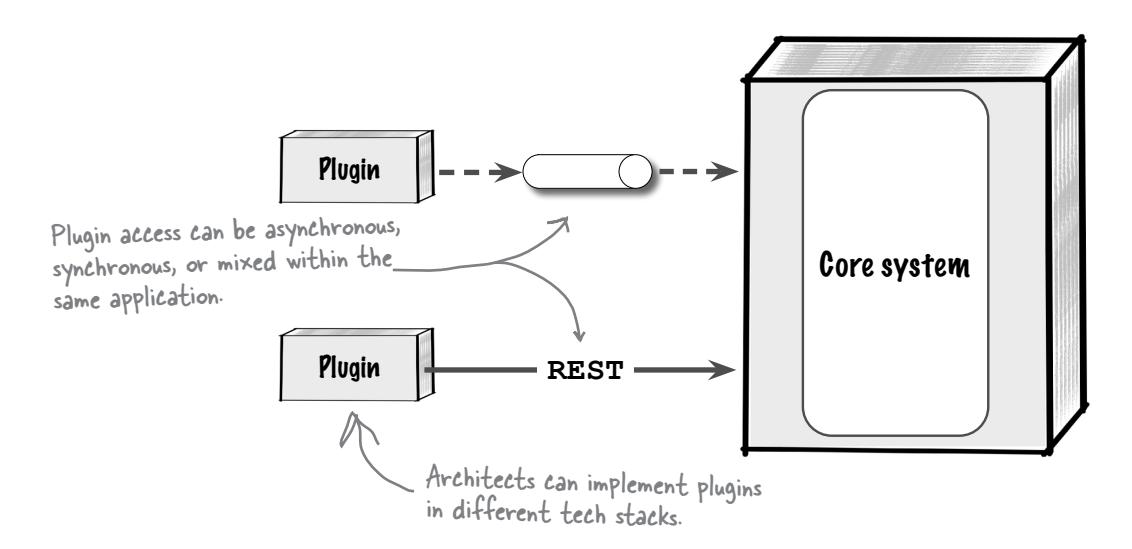 Plugin
Core system
Plugin access can be asynchronous,
synchronous, or mixed within the
same application.
Plugin
REST
Architects can implement plugins
in different tech stacks.